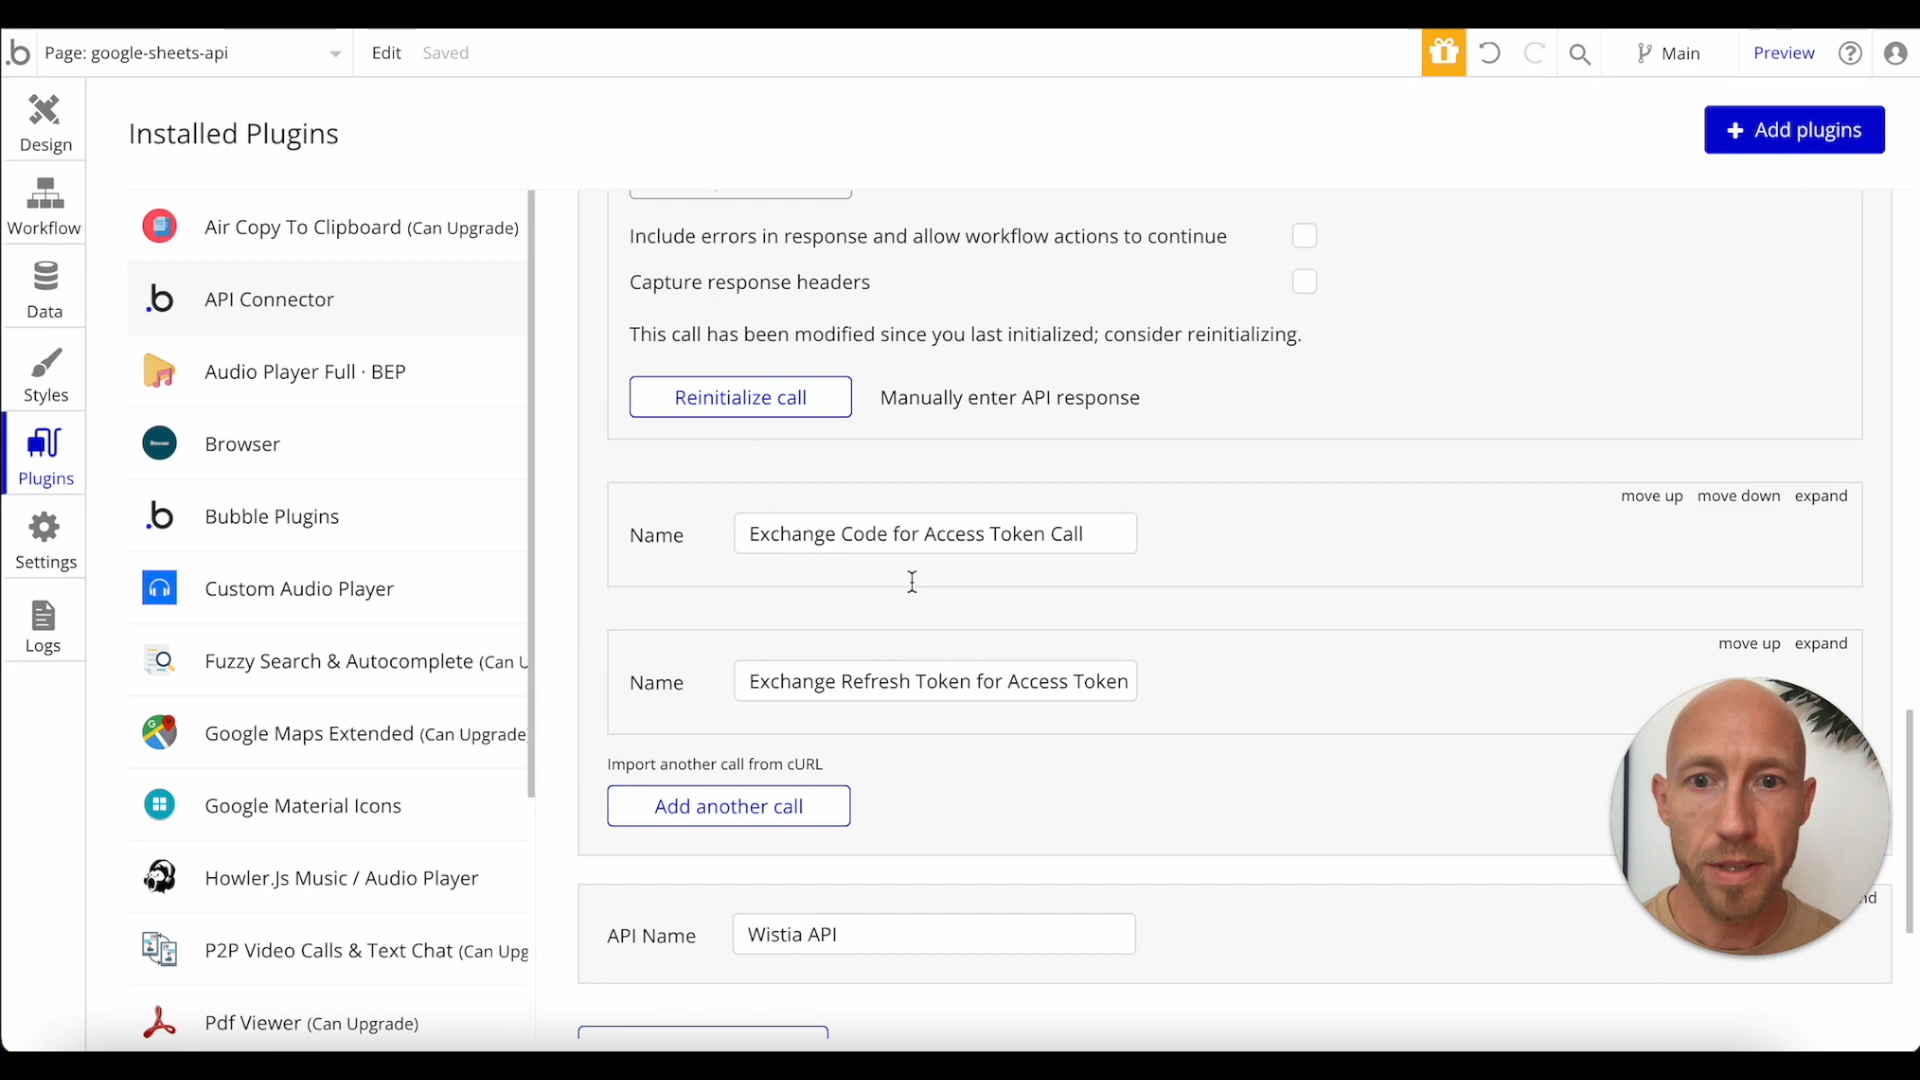 Page: google-sheets-api
Edit
Saved
Main
Preview
Design
Workflow
Data
Styles
Plugins
Settings
Logs
Installed Plugins
+ Add plugins
Air Copy To Clipboard (Can Upgrade)
API Connector
Audio Player Full · BEP
Browser
Bubble Plugins
Custom Audio Player
Fuzzy Search & Autocomplete (Can U
Google Maps Extended (Can Upgrade
Google Material Icons
Howler.Js Music / Audio Player
P2P Video Calls & Text Chat (Can Upg
Pdf Viewer (Can Upgrade)
Include errors in response and allow workflow actions to continue
Capture response headers
This call has been modified since you last initialized; consider reinitializing.
Reinitialize call
Manually enter API response
move up move down expand
Name
Exchange Code for Access Token Call
move up expand
Name
Exchange Refresh Token for Access Token
Import another call from cURL
Add another call
API Name
Wistia API